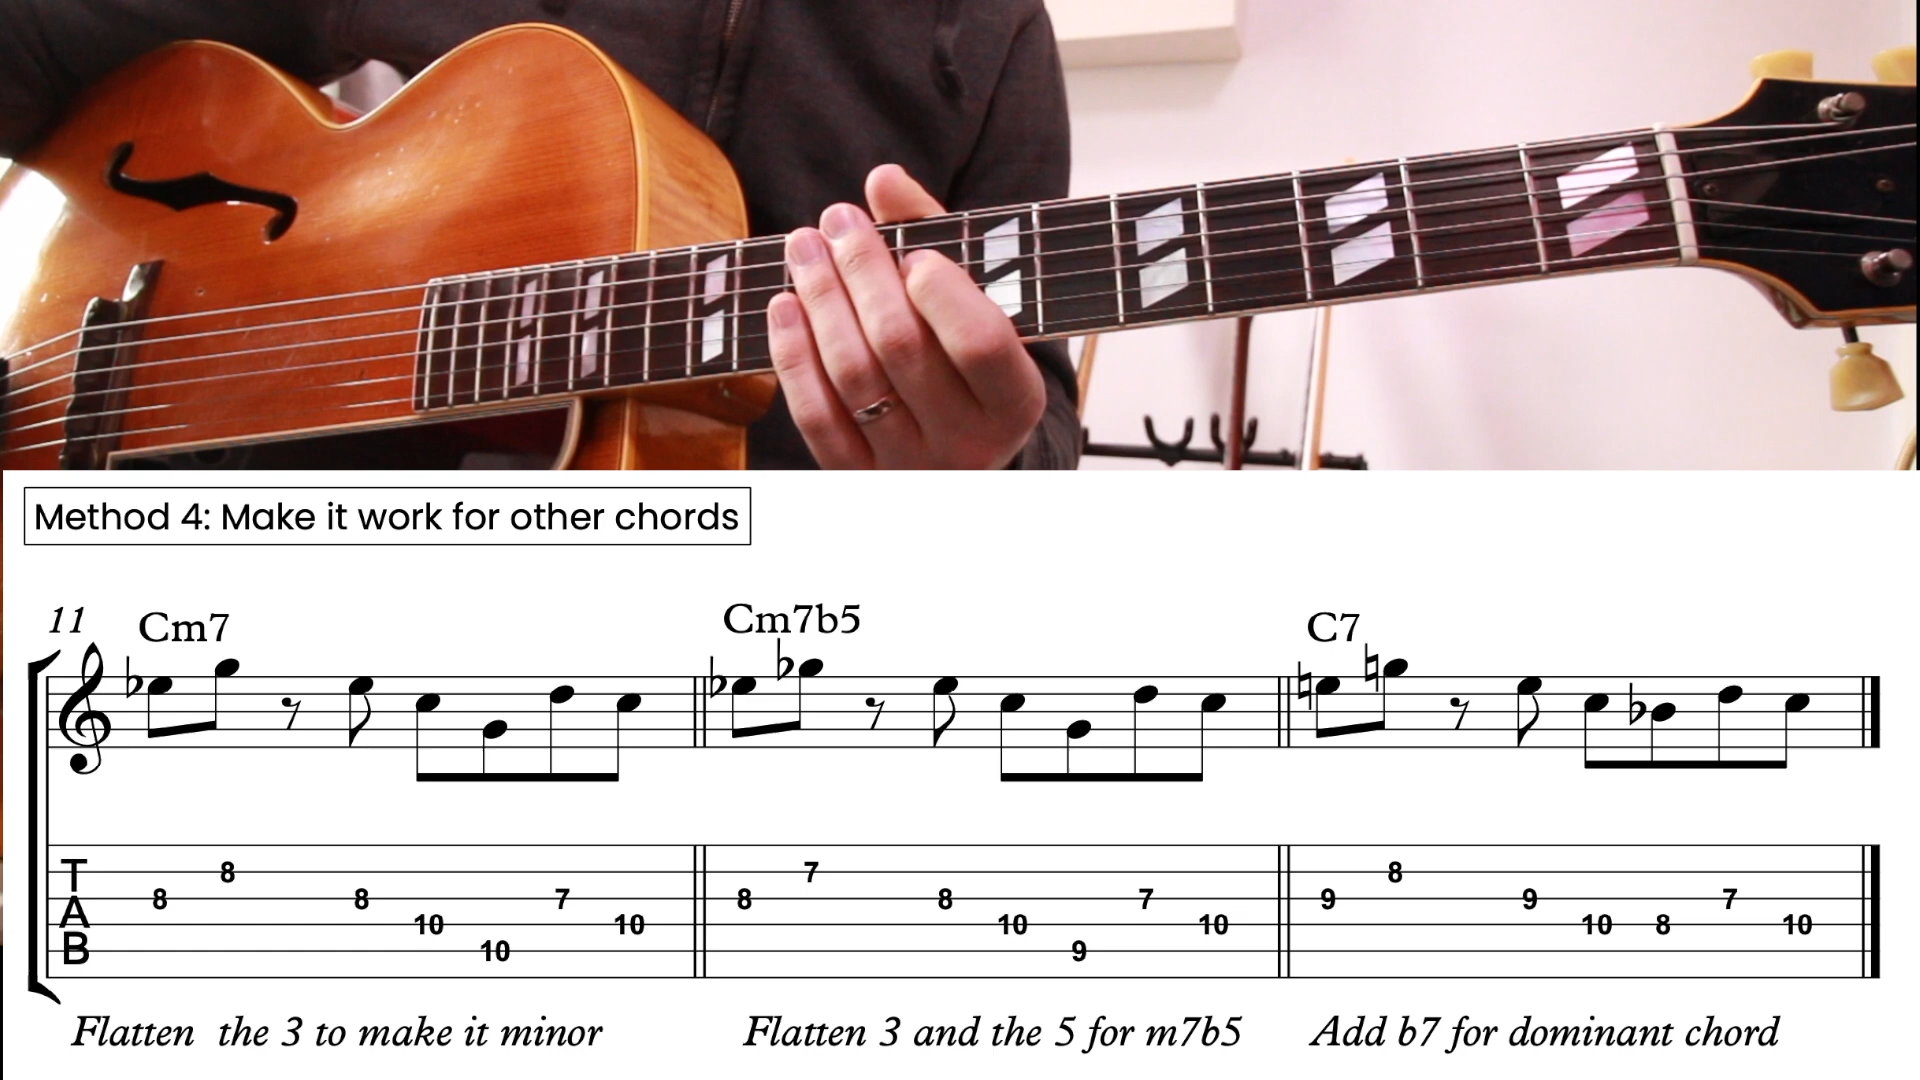 Method 4: Make it work for other chords
11 Cm7 Cm7b5 C7
T 8 7 8
A 8 8 7 8 8 7 9 9 7
10 10 10 10 10 8 10
B 10 9
Flatten the 3 to make it minor Flatten 3 and the 5 for m7b5 Add b7 for dominant chord